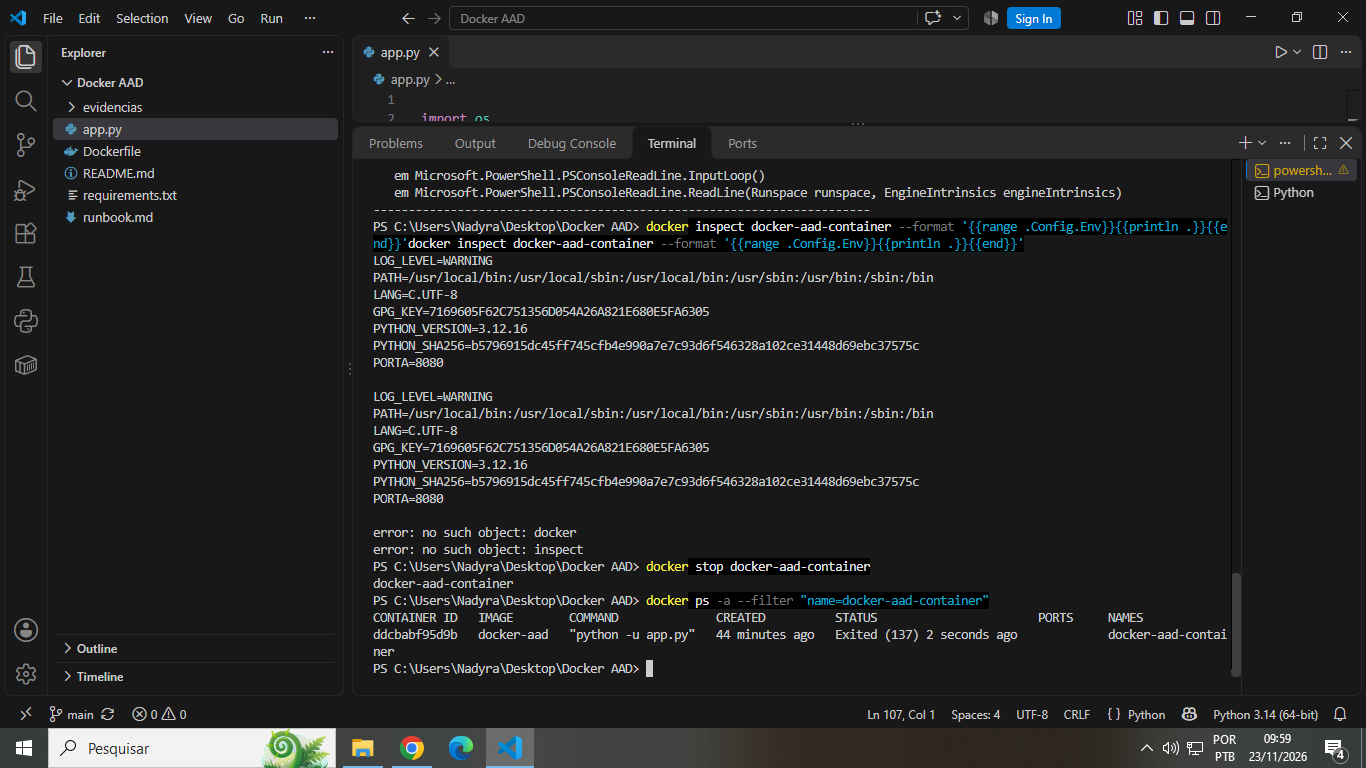 File Edit Selection View Go Run ··· Docker AAD Sign In
Explorer ···
Docker AAD
evidencias
app.py
Dockerfile
README.md
requirements.txt
runbook.md
Outline
Timeline
app.py
app.py > ...
1
2 import os
Problems Output Debug Console Terminal Ports
powersh...
Python
em Microsoft.PowerShell.PSConsoleReadLine.InputLoop()
em Microsoft.PowerShell.PSConsoleReadLine.ReadLine(Runspace runspace, EngineIntrinsics engineIntrinsics)
-----------------------------------------------------------------------
PS C:\Users\Nadyra\Desktop\Docker AAD> docker inspect docker-aad-container --format '{{range .Config.Env}}{{println .}}{{e
nd}}'docker inspect docker-aad-container --format '{{range .Config.Env}}{{println .}}{{end}}'
LOG_LEVEL=WARNING
PATH=/usr/local/bin:/usr/local/sbin:/usr/local/bin:/usr/sbin:/usr/bin:/sbin:/bin
LANG=C.UTF-8
GPG_KEY=7169605F62C751356D054A26A821E680E5FA6305
PYTHON_VERSION=3.12.16
PYTHON_SHA256=b5796915dc45ff745cfb4e990a7e7c93d6f546328a102ce31448d69ebc37575c
PORTA=8080
LOG_LEVEL=WARNING
PATH=/usr/local/bin:/usr/local/sbin:/usr/local/bin:/usr/sbin:/usr/bin:/sbin:/bin
LANG=C.UTF-8
GPG_KEY=7169605F62C751356D054A26A821E680E5FA6305
PYTHON_VERSION=3.12.16
PYTHON_SHA256=b5796915dc45ff745cfb4e990a7e7c93d6f546328a102ce31448d69ebc37575c
PORTA=8080
error: no such object: docker
error: no such object: inspect
PS C:\Users\Nadyra\Desktop\Docker AAD> docker stop docker-aad-container
docker-aad-container
PS C:\Users\Nadyra\Desktop\Docker AAD> docker ps -a --filter "name=docker-aad-container"
CONTAINER ID IMAGE COMMAND CREATED STATUS PORTS NAMES
ddcbabf95d9b docker-aad "python -u app.py" 44 minutes ago Exited (137) 2 seconds ago docker-aad-contai
ner
PS C:\Users\Nadyra\Desktop\Docker AAD>
main 0 0 Ln 107, Col 1 Spaces: 4 UTF-8 CRLF { } Python Python 3.14 (64-bit)
Pesquisar POR 09:59
PTB 23/11/2026 4